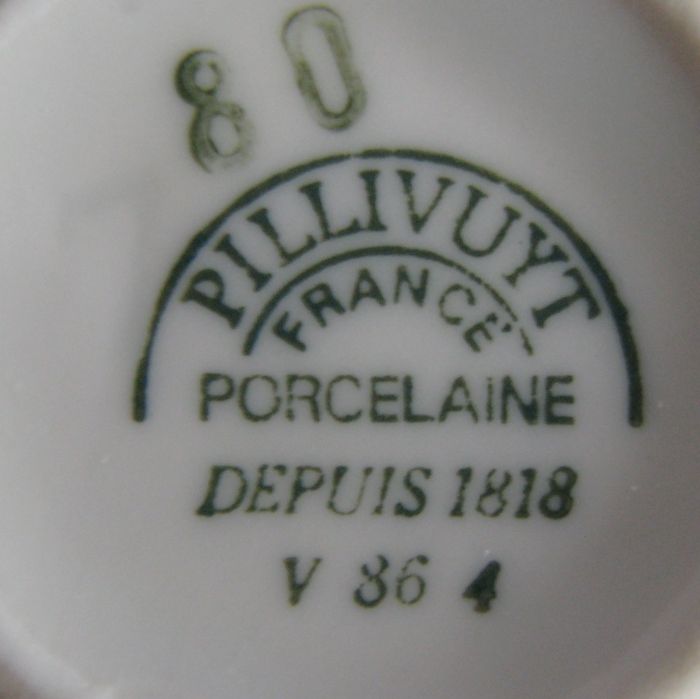 80
PILLIVUYT
FRANCE
PORCELAINE
DEPUIS 1818
V 86 4